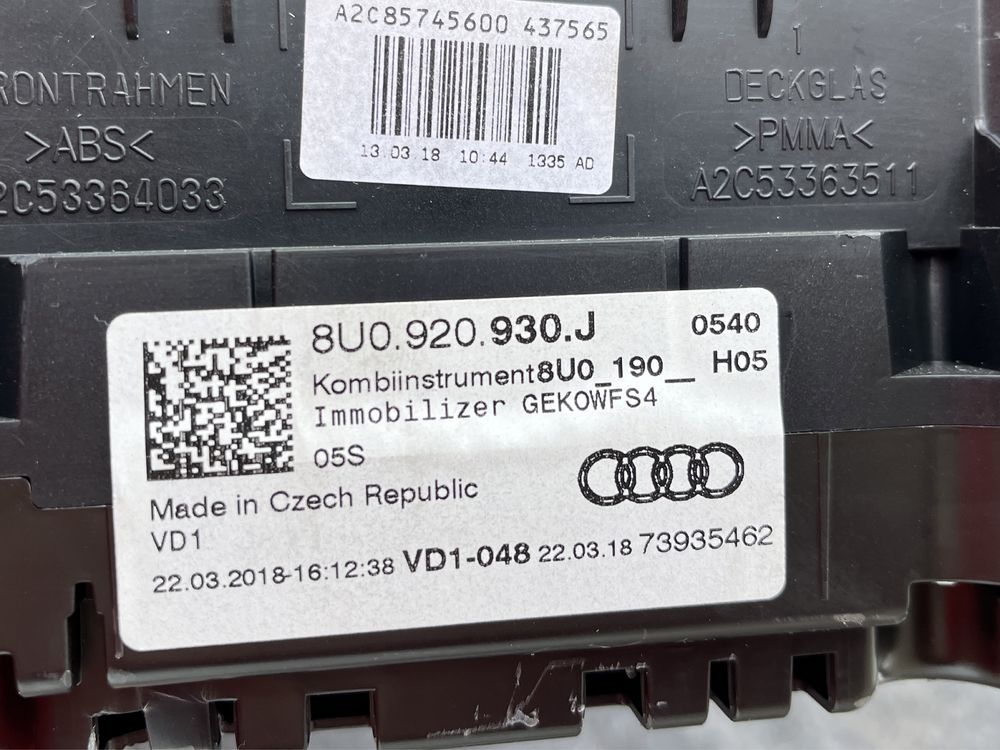 A2C85745600 437565
13.03.18 10:44 1335 AD
RONTRAHMEN
>ABS<
2C53364033
1
DECKGLAS
>PMMA<
A2C53363511
8U0.920.930.J 0540
Kombiinstrument8U0_190__ H05
Immobilizer GEKOWFS4
05S
Made in Czech Republic
VD1
22.03.2018-16:12:38 VD1-048 22.03.18 73935462